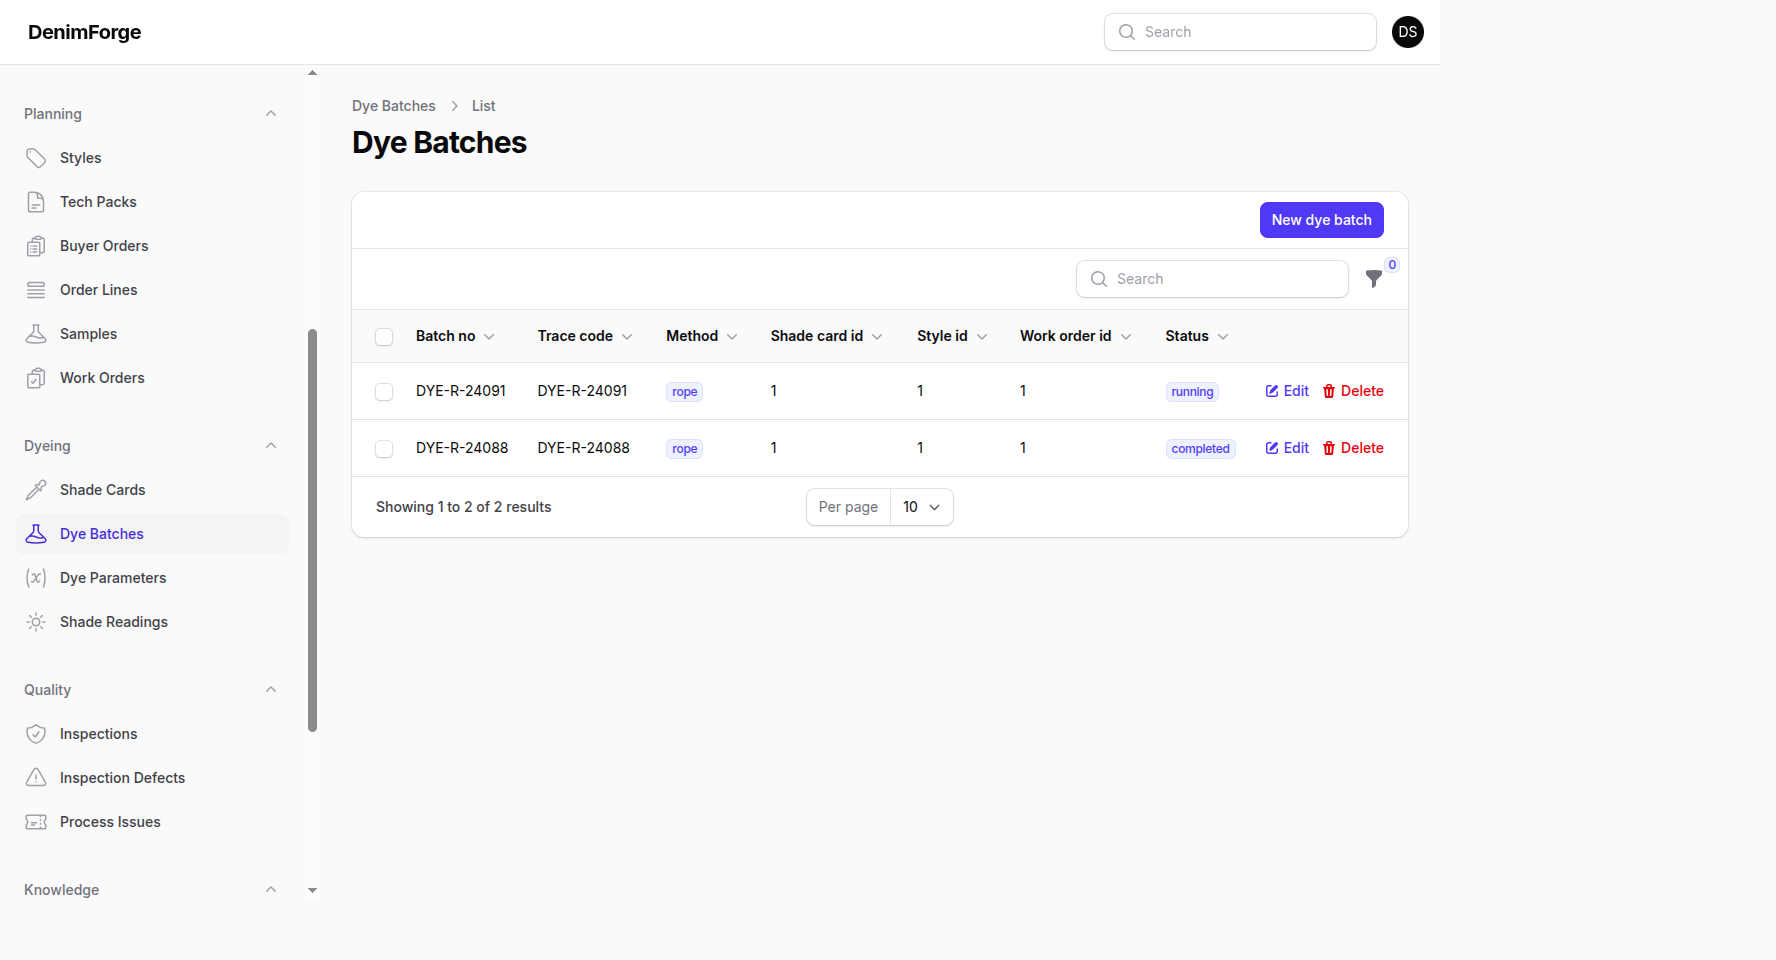 DenimForge
Search
DS
Planning
Styles
Tech Packs
Buyer Orders
Order Lines
Samples
Work Orders
Dyeing
Shade Cards
Dye Batches
Dye Parameters
Shade Readings
Quality
Inspections
Inspection Defects
Process Issues
Knowledge
Dye Batches > List
Dye Batches
New dye batch
Search
0
Batch no Trace code Method Shade card id Style id Work order id Status
DYE-R-24091 DYE-R-24091 rope 1 1 1 running Edit Delete
DYE-R-24088 DYE-R-24088 rope 1 1 1 completed Edit Delete
Showing 1 to 2 of 2 results Per page 10